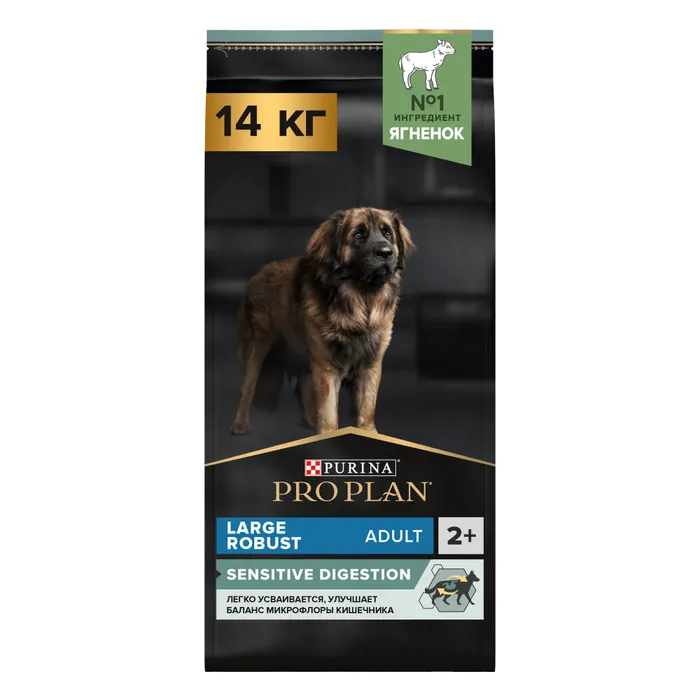 14 КГ
№1
ИНГРЕДИЕНТ
ЯГНЕНОК
PURINA
PRO PLAN
LARGE
ROBUST
ADULT
2+
SENSITIVE DIGESTION
ЛЕГКО УСВАИВАЕТСЯ, УЛУЧШАЕТ
БАЛАНС МИКРОФЛОРЫ КИШЕЧНИКА